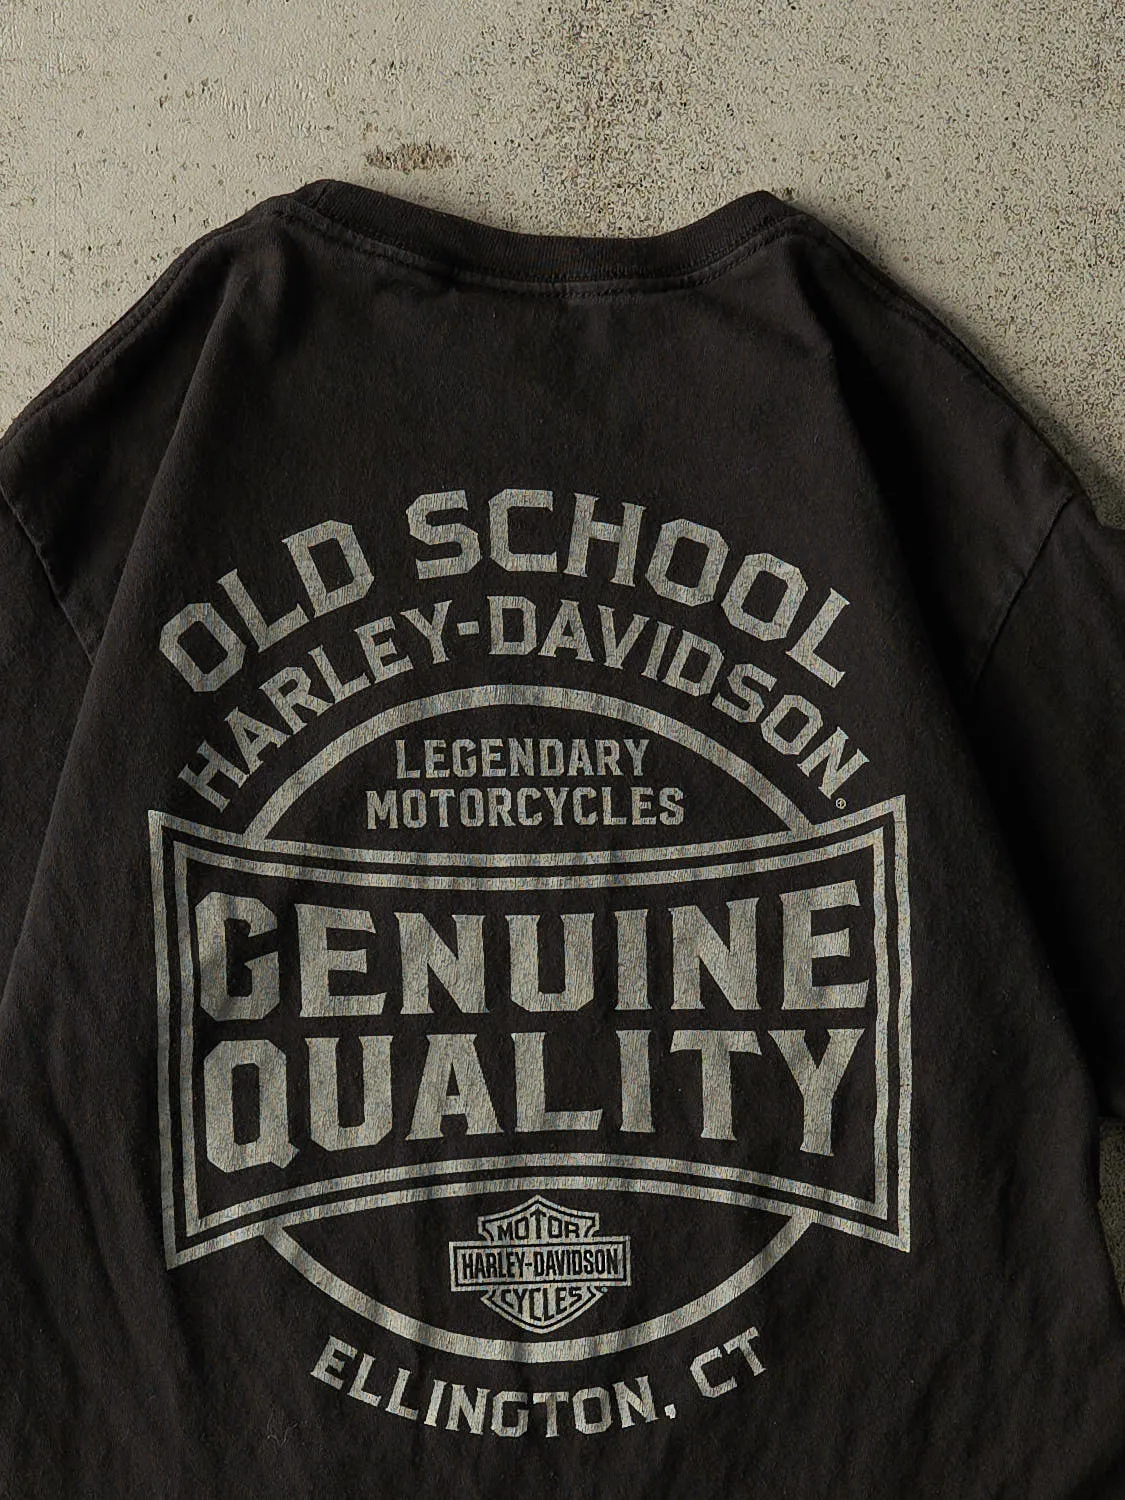 OLD SCHOOL
HARLEY-DAVIDSON®
LEGENDARY
MOTORCYCLES
GENUINE
QUALITY
MOTOR
HARLEY-DAVIDSON
CYCLES
ELLINGTON, CT